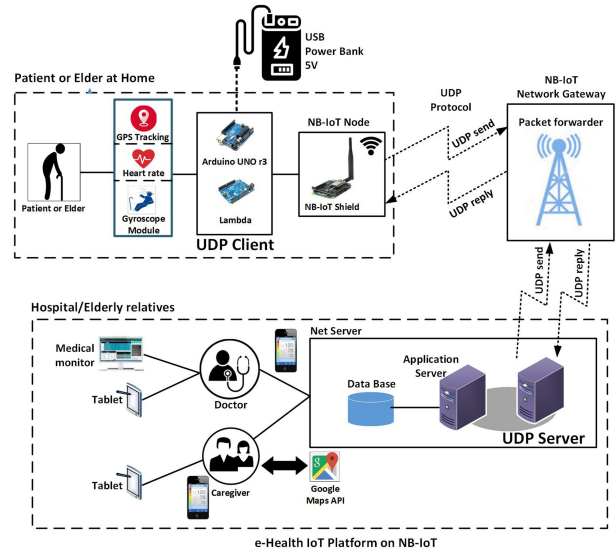 USB
Power Bank
5V
Patient or Elder at Home
UDP
Protocol
NB-IoT
Network Gateway
GPS Tracking
Heart rate
Gyroscope
Module
Patient or Elder
Arduino UNO r3
Lambda
UDP Client
NB-IoT Node
NB-IoT Shield
UDP send
UDP reply
Packet forwarder
UDP send
UDP reply
Hospital/Elderly relatives
Medical
monitor
Tablet
Doctor
Net Server
Data Base
Application
Server
UDP Server
Tablet
Caregiver
Google
Maps API
e-Health IoT Platform on NB-IoT